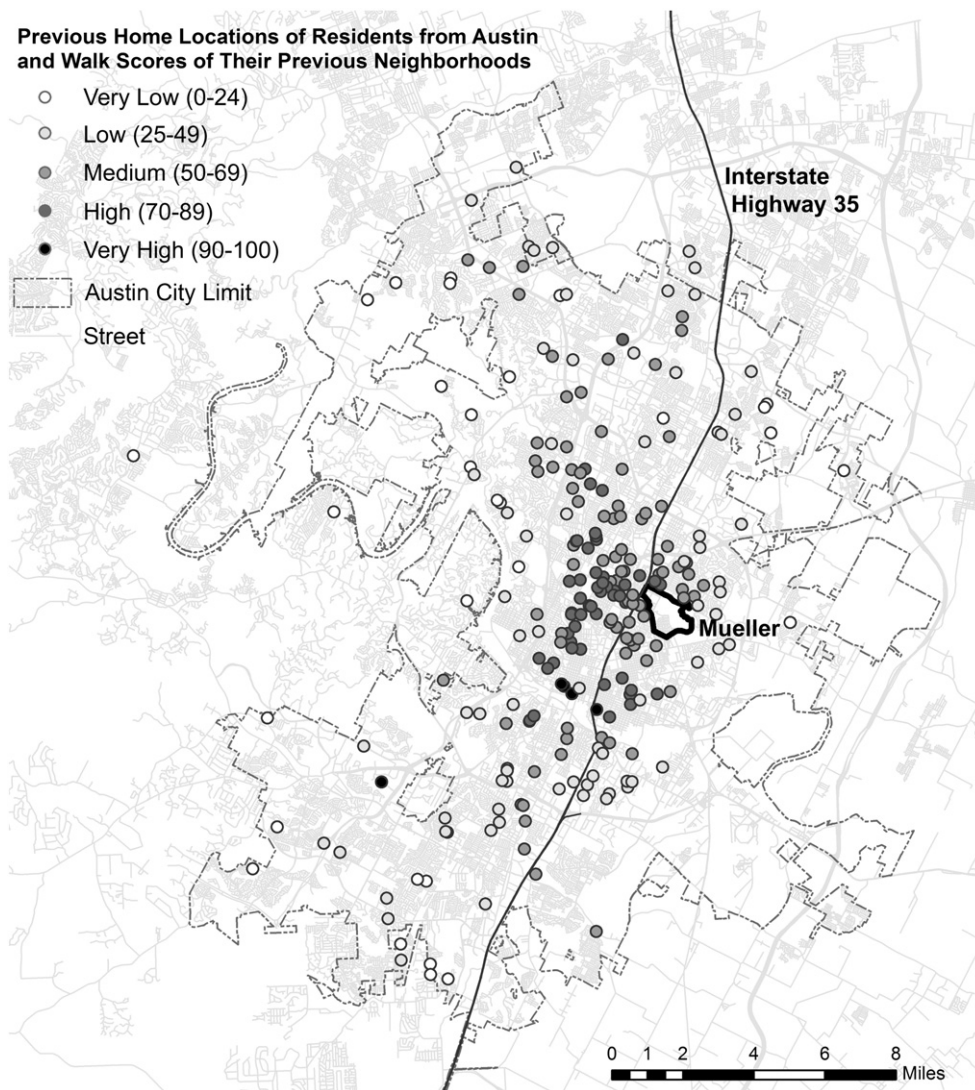 Previous Home Locations of Residents from Austin
and Walk Scores of Their Previous Neighborhoods
Very Low (0-24)
Low (25-49)
Medium (50-69)
High (70-89)
Very High (90-100)
Austin City Limit
Street
Interstate
Highway 35
Mueller
0 1 2 4 6 8
Miles